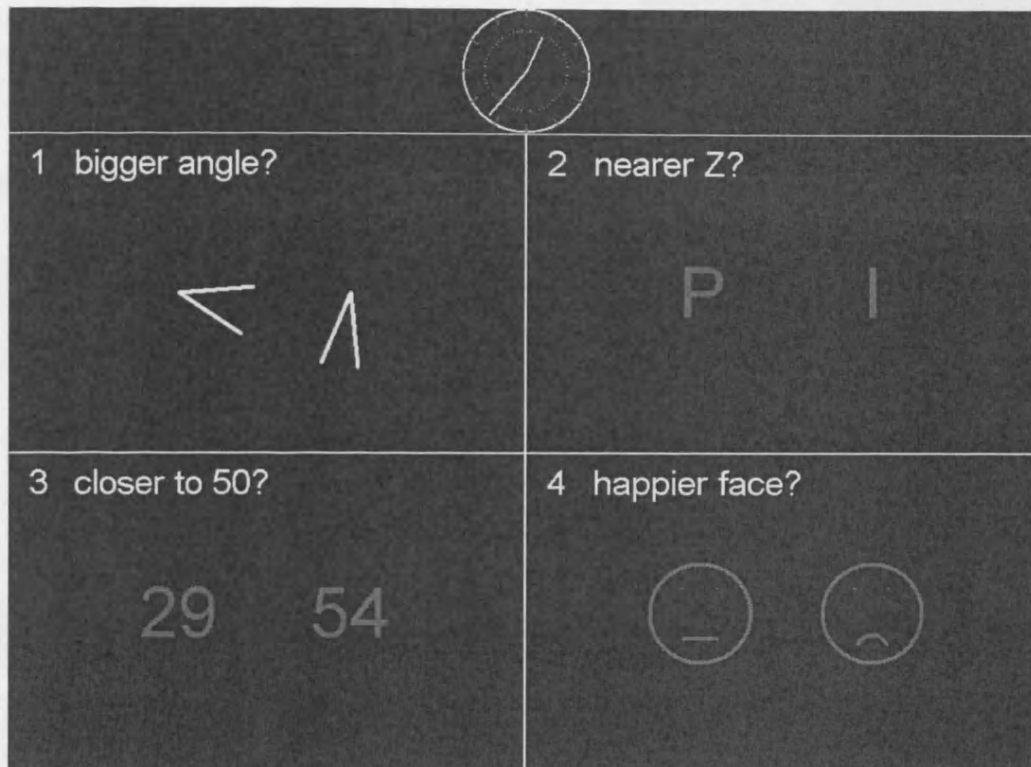 1 bigger angle?
2 nearer Z?
P I
3 closer to 50?
29 54
4 happier face?